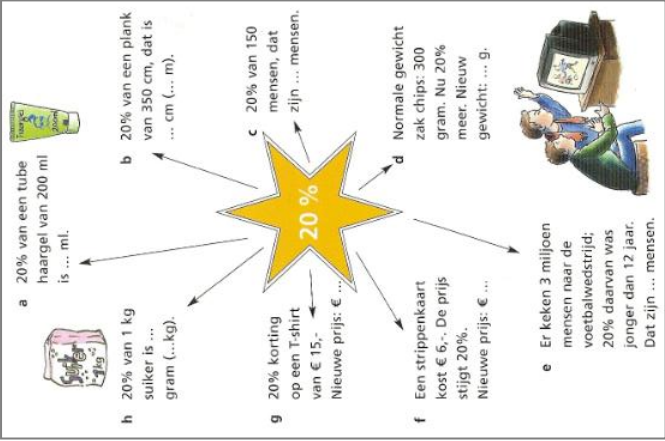 a 20% van een tube
haargel van 200 ml
is ... ml.
haargel
200ml
b 20% van een plank
van 350 cm, dat is
... cm (... m).
c 20% van 150
mensen, dat
zijn ... mensen.
d Normale gewicht
zak chips: 300
gram. Nu 20%
meer. Nieuw
gewicht: ... g.
e Er keken 3 miljoen
mensen naar de
voetbalwedstrijd;
20% daarvan was
jonger dan 12 jaar.
Dat zijn ... mensen.
f Een strippenkaart
kost € 6,-. De prijs
stijgt 20%.
Nieuwe prijs: € ...
g 20% korting
op een T-shirt
van € 15,-
Nieuwe prijs: € ...
h 20% van 1 kg
suiker is ...
gram (...kg).
Suiker
1kg
20 %